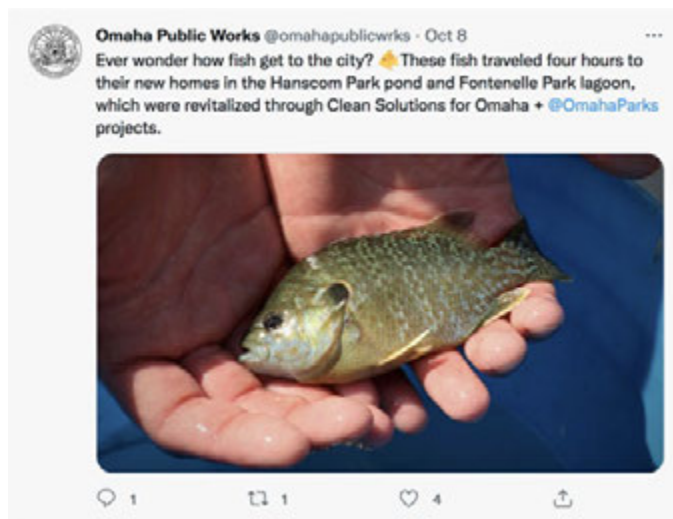 Omaha Public Works @omahapublicwrks · Oct 8
Ever wonder how fish get to the city? 🐠 These fish traveled four hours to
their new homes in the Hanscom Park pond and Fontenelle Park lagoon,
which were revitalized through Clean Solutions for Omaha + @OmahaParks
projects.
1 1 4